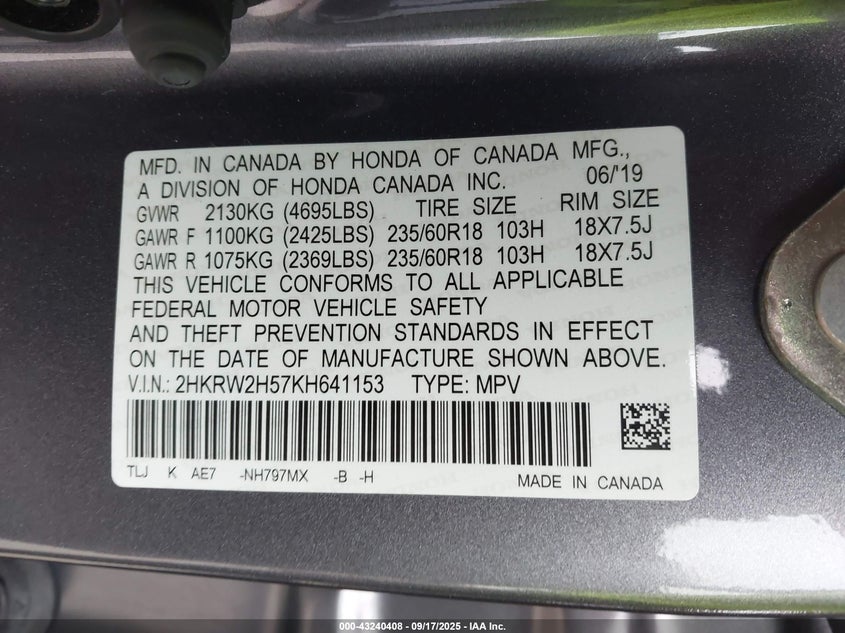 MFD. IN CANADA BY HONDA OF CANADA MFG.,
A DIVISION OF HONDA CANADA INC. 06/'19
GVWR 2130KG (4695LBS) TIRE SIZE RIM SIZE
GAWR F 1100KG (2425LBS) 235/60R18 103H 18X7.5J
GAWR R 1075KG (2369LBS) 235/60R18 103H 18X7.5J
THIS VEHICLE CONFORMS TO ALL APPLICABLE
FEDERAL MOTOR VEHICLE SAFETY
AND THEFT PREVENTION STANDARDS IN EFFECT
ON THE DATE OF MANUFACTURE SHOWN ABOVE.
V.I.N.: 2HKRW2H57KH641153 TYPE: MPV
TLJ K AE7 -NH797MX -B -H MADE IN CANADA
000-43240408 - 09/17/2025 - IAA Inc.